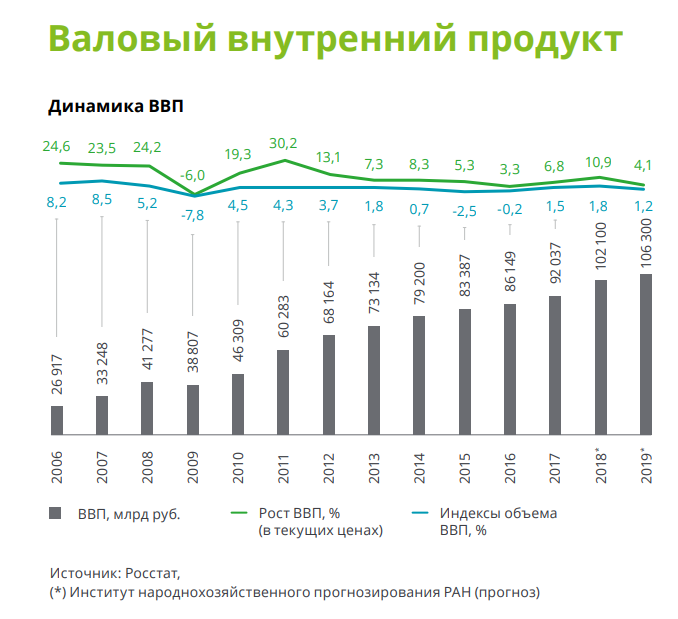 Валовый внутренний продукт
Динамика ВВП
24,6 23,5 24,2 -6,0 19,3 30,2 13,1 7,3 8,3 5,3 3,3 6,8 10,9 4,1
8,2 8,5 5,2 -7,8 4,5 4,3 3,7 1,8 0,7 -2,5 -0,2 1,5 1,8 1,2
26 917 33 248 41 277 38 807 46 309 60 283 68 164 73 134 79 200 83 387 86 149 92 037 102 100 106 300
2006 2007 2008 2009 2010 2011 2012 2013 2014 2015 2016 2017 2018* 2019*
ВВП, млрд руб.
Рост ВВП, %
(в текущих ценах)
Индексы объема
ВВП, %
Источник: Росстат,
(*) Институт народнохозяйственного прогнозирования РАН (прогноз)